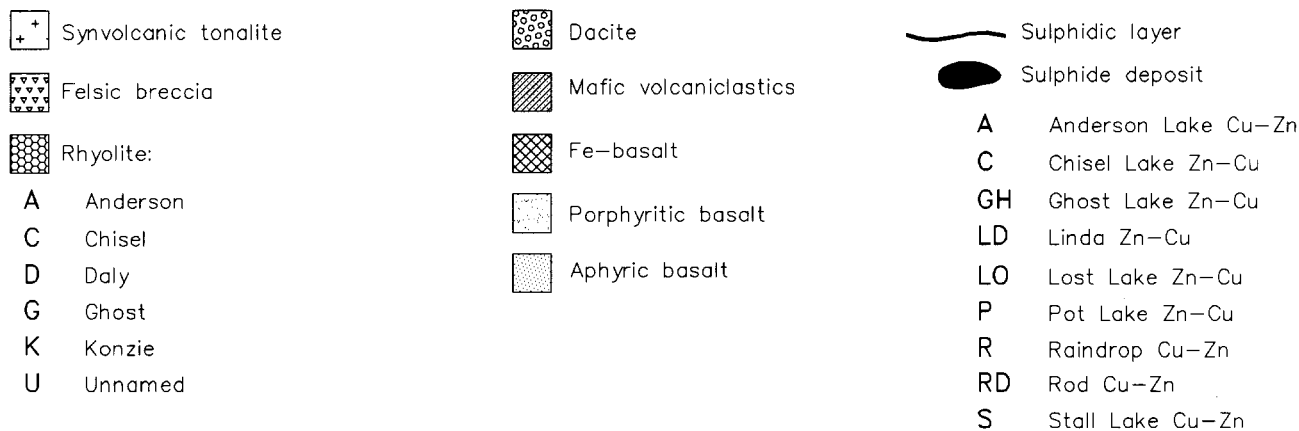 Synvolcanic tonalite
Felsic breccia
Rhyolite:
A Anderson
C Chisel
D Daly
G Ghost
K Konzie
U Unnamed
Dacite
Mafic volcaniclastics
Fe-basalt
Porphyritic basalt
Aphyric basalt
Sulphidic layer
Sulphide deposit
A Anderson Lake Cu-Zn
C Chisel Lake Zn-Cu
GH Ghost Lake Zn-Cu
LD Linda Zn-Cu
LO Lost Lake Zn-Cu
P Pot Lake Zn-Cu
R Raindrop Cu-Zn
RD Rod Cu-Zn
S Stall Lake Cu-Zn